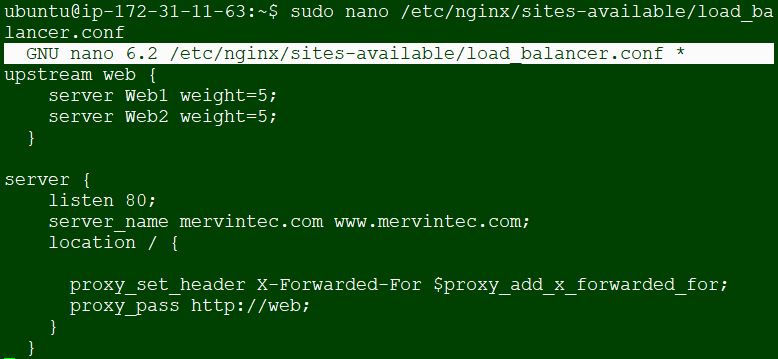 ubuntu@ip-172-31-11-63:~$ sudo nano /etc/nginx/sites-available/load_ba
lancer.conf
  GNU nano 6.2 /etc/nginx/sites-available/load_balancer.conf *
upstream web {
    server Web1 weight=5;
    server Web2 weight=5;
  }

server {
    listen 80;
    server_name mervintec.com www.mervintec.com;
    location / {

      proxy_set_header X-Forwarded-For $proxy_add_x_forwarded_for;
      proxy_pass http://web;
    }
  }